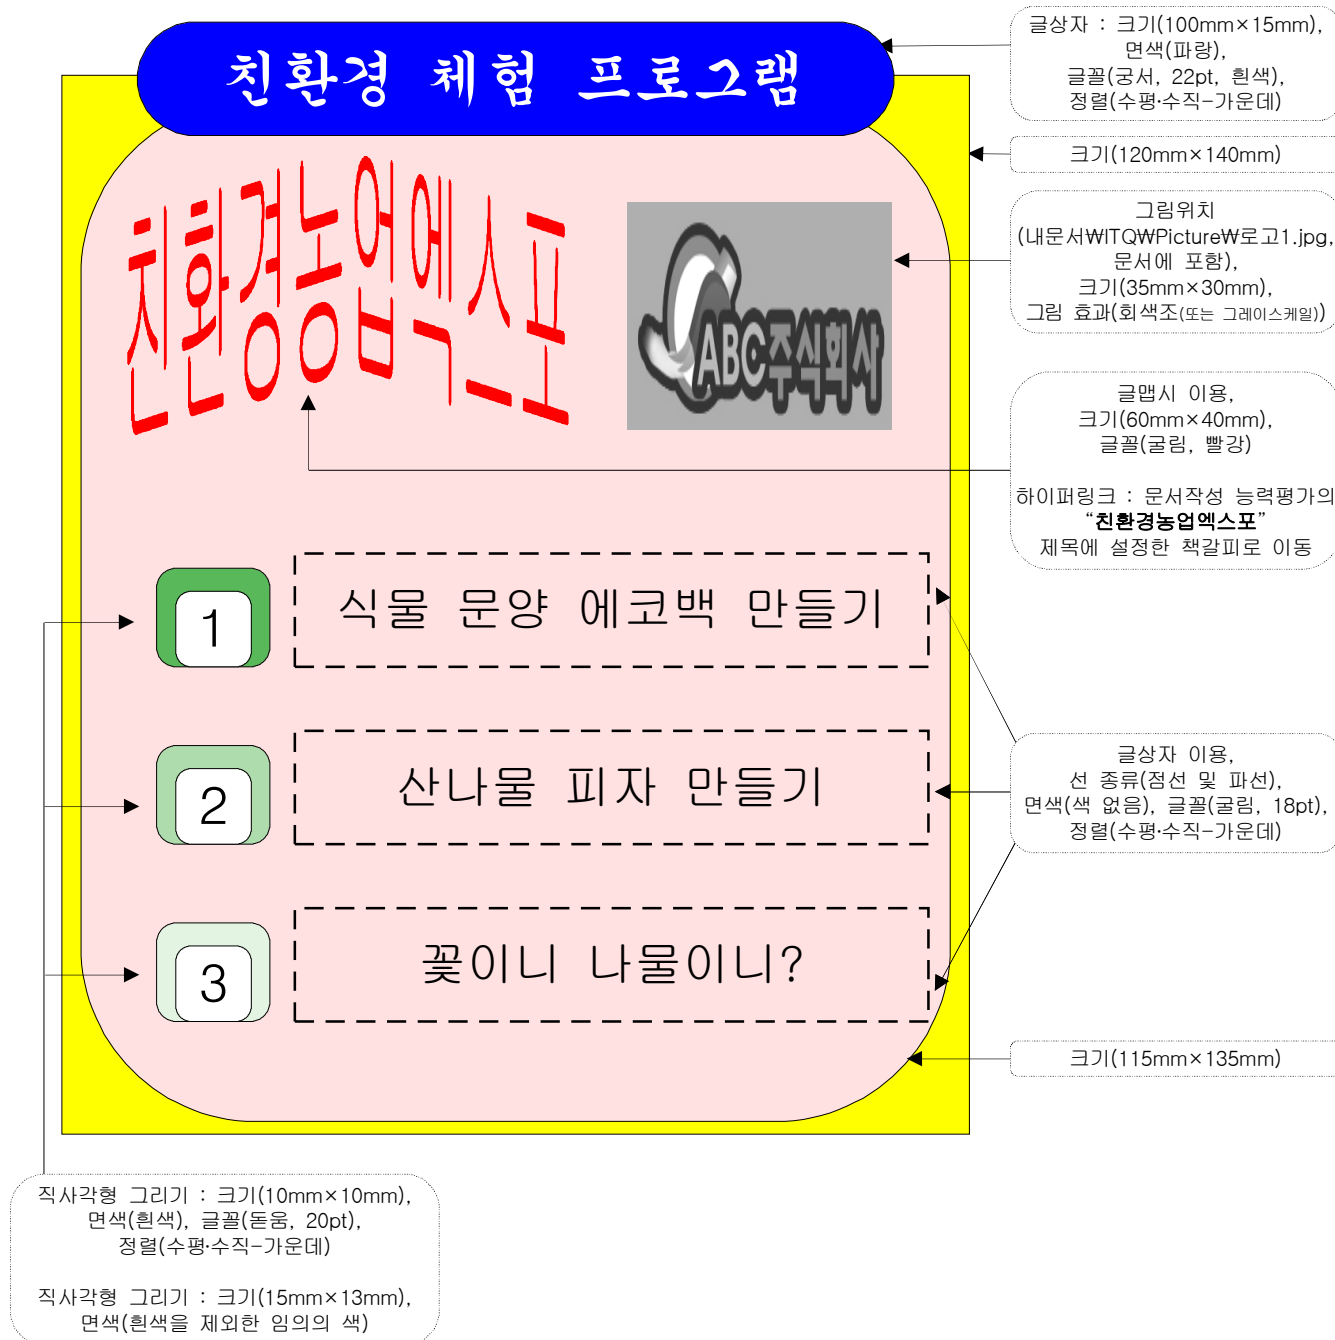 친환경 체험 프로그램
글상자 : 크기(100mm×15mm),
면색(파랑),
글꼴(궁서, 22pt, 흰색),
정렬(수평·수직-가운데)
크기(120mm×140mm)
친환경농업엑스포
ABC주식회사
그림위치
(내문서₩ITQ₩Picture₩로고1.jpg,
문서에 포함),
크기(35mm×30mm),
그림 효과(회색조(또는 그레이스케일))
글맵시 이용,
크기(60mm×40mm),
글꼴(굴림, 빨강)
하이퍼링크 : 문서작성 능력평가의
“친환경농업엑스포”
제목에 설정한 책갈피로 이동
1
식물 문양 에코백 만들기
2
산나물 피자 만들기
글상자 이용,
선 종류(점선 및 파선),
면색(색 없음), 글꼴(굴림, 18pt),
정렬(수평·수직-가운데)
3
꽃이니 나물이니?
크기(115mm×135mm)
직사각형 그리기 : 크기(10mm×10mm),
면색(흰색), 글꼴(돋움, 20pt),
정렬(수평·수직-가운데)
직사각형 그리기 : 크기(15mm×13mm),
면색(흰색을 제외한 임의의 색)